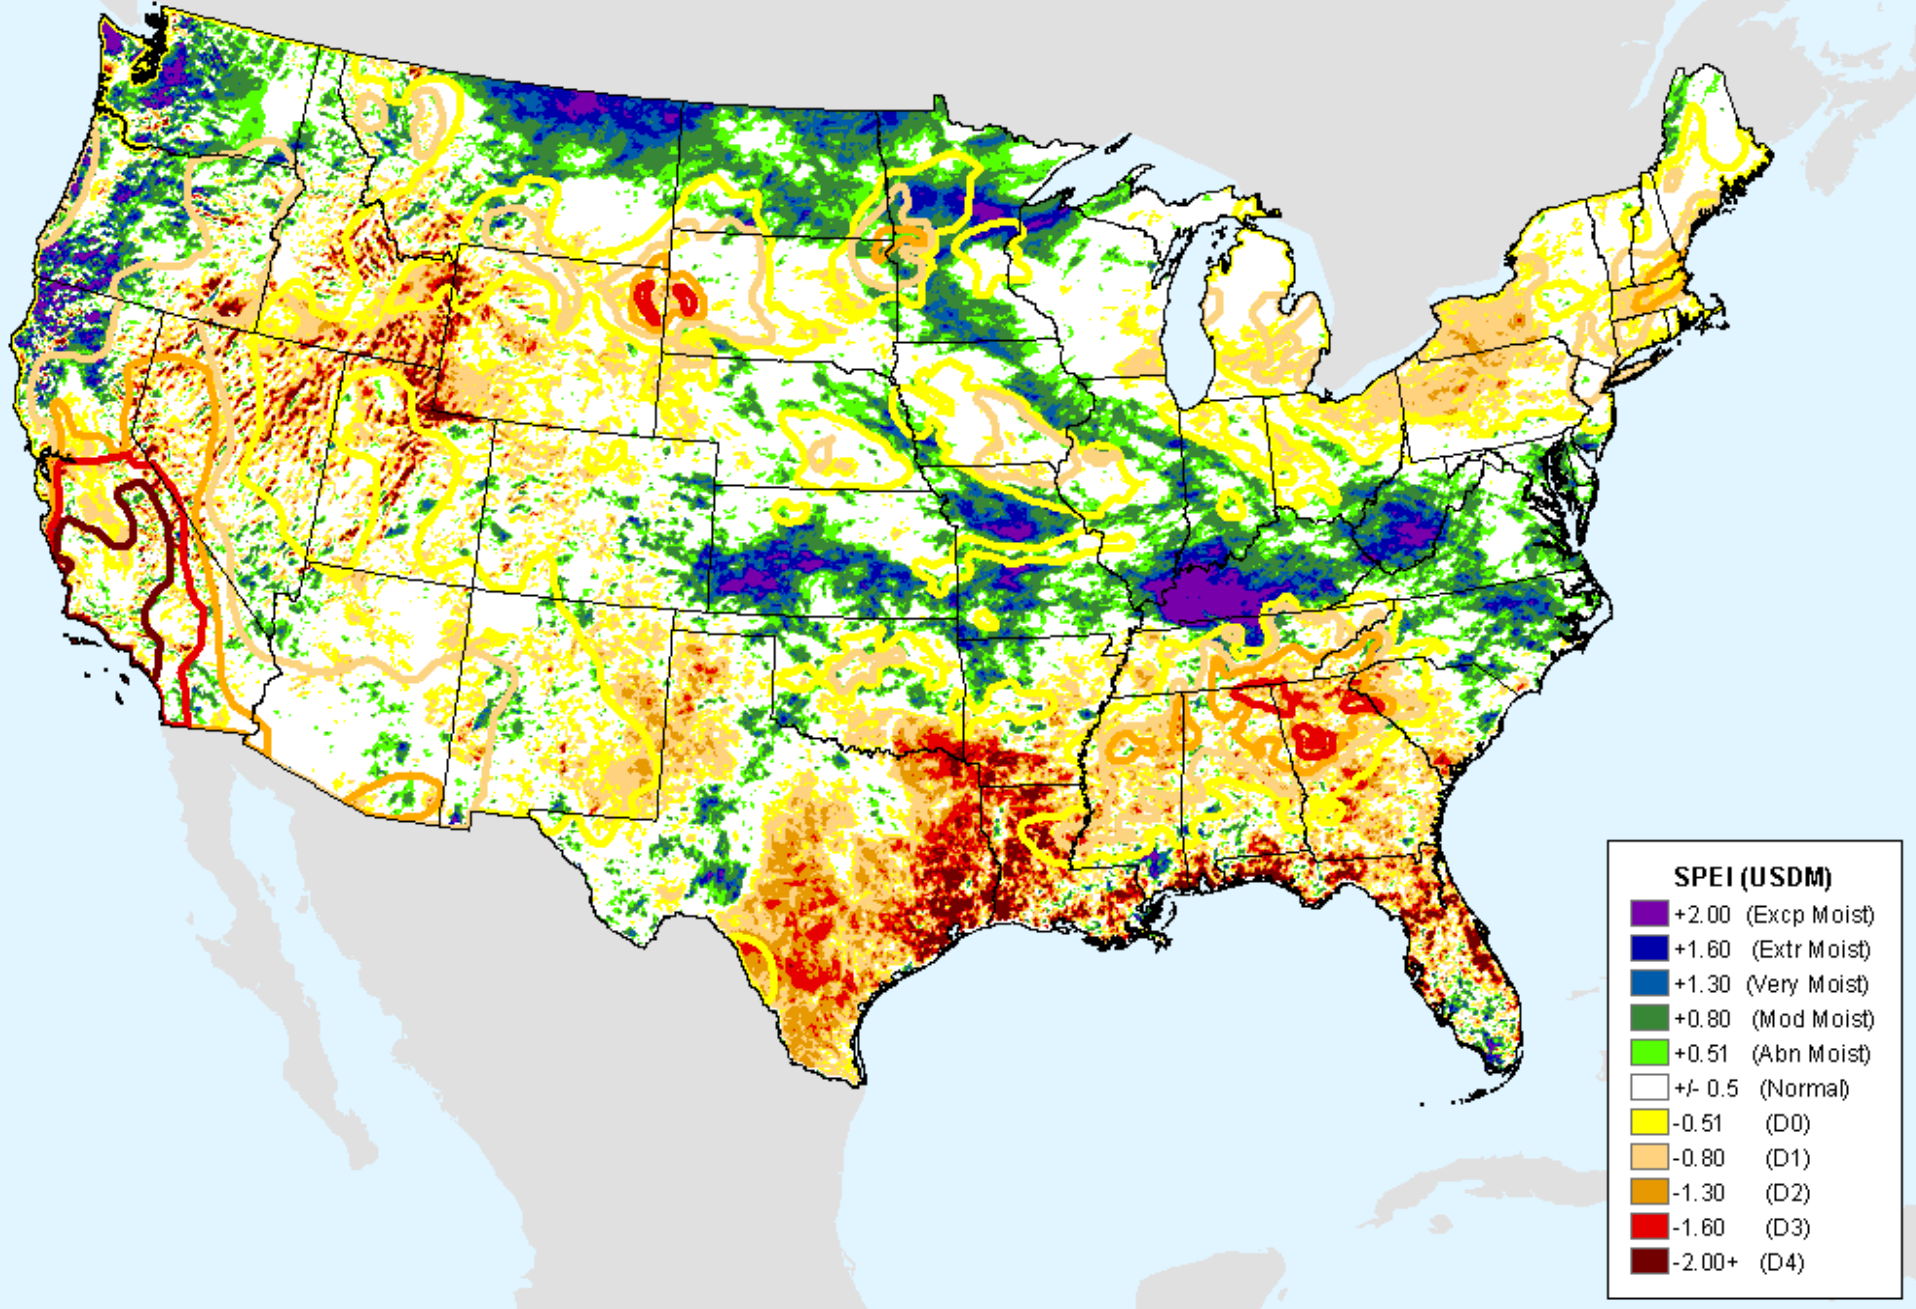 SPEI (USDM)
+2.00 (Excp Moist)
+1.60 (Extr Moist)
+1.30 (Very Moist)
+0.80 (Mod Moist)
+0.51 (Abn Moist)
+/- 0.5 (Normal)
-0.51 (D0)
-0.80 (D1)
-1.30 (D2)
-1.60 (D3)
-2.00+ (D4)